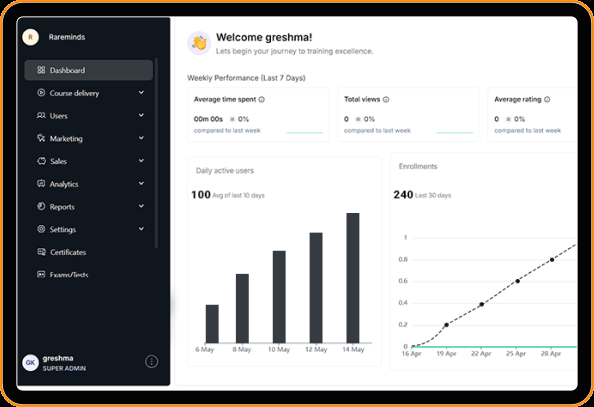 R Rareminds
Dashboard
Course delivery
Users
Marketing
Sales
Analytics
Reports
Settings
Certificates
Exams/Tests
GK greshma
SUPER ADMIN
Welcome greshma!
Lets begin your journey to training excellence.
Weekly Performance (Last 7 Days)
Average time spent
00m 00s 0%
compared to last week
Total views
0 0%
compared to last week
Average rating
0 0%
compared to last week
Daily active users
100 Avg of last 10 days
6 May 8 May 10 May 12 May 14 May
Enrollments
240 Last 30 days
1
0.8
0.6
0.4
0.2
0
16 Apr 19 Apr 22 Apr 25 Apr 28 Apr